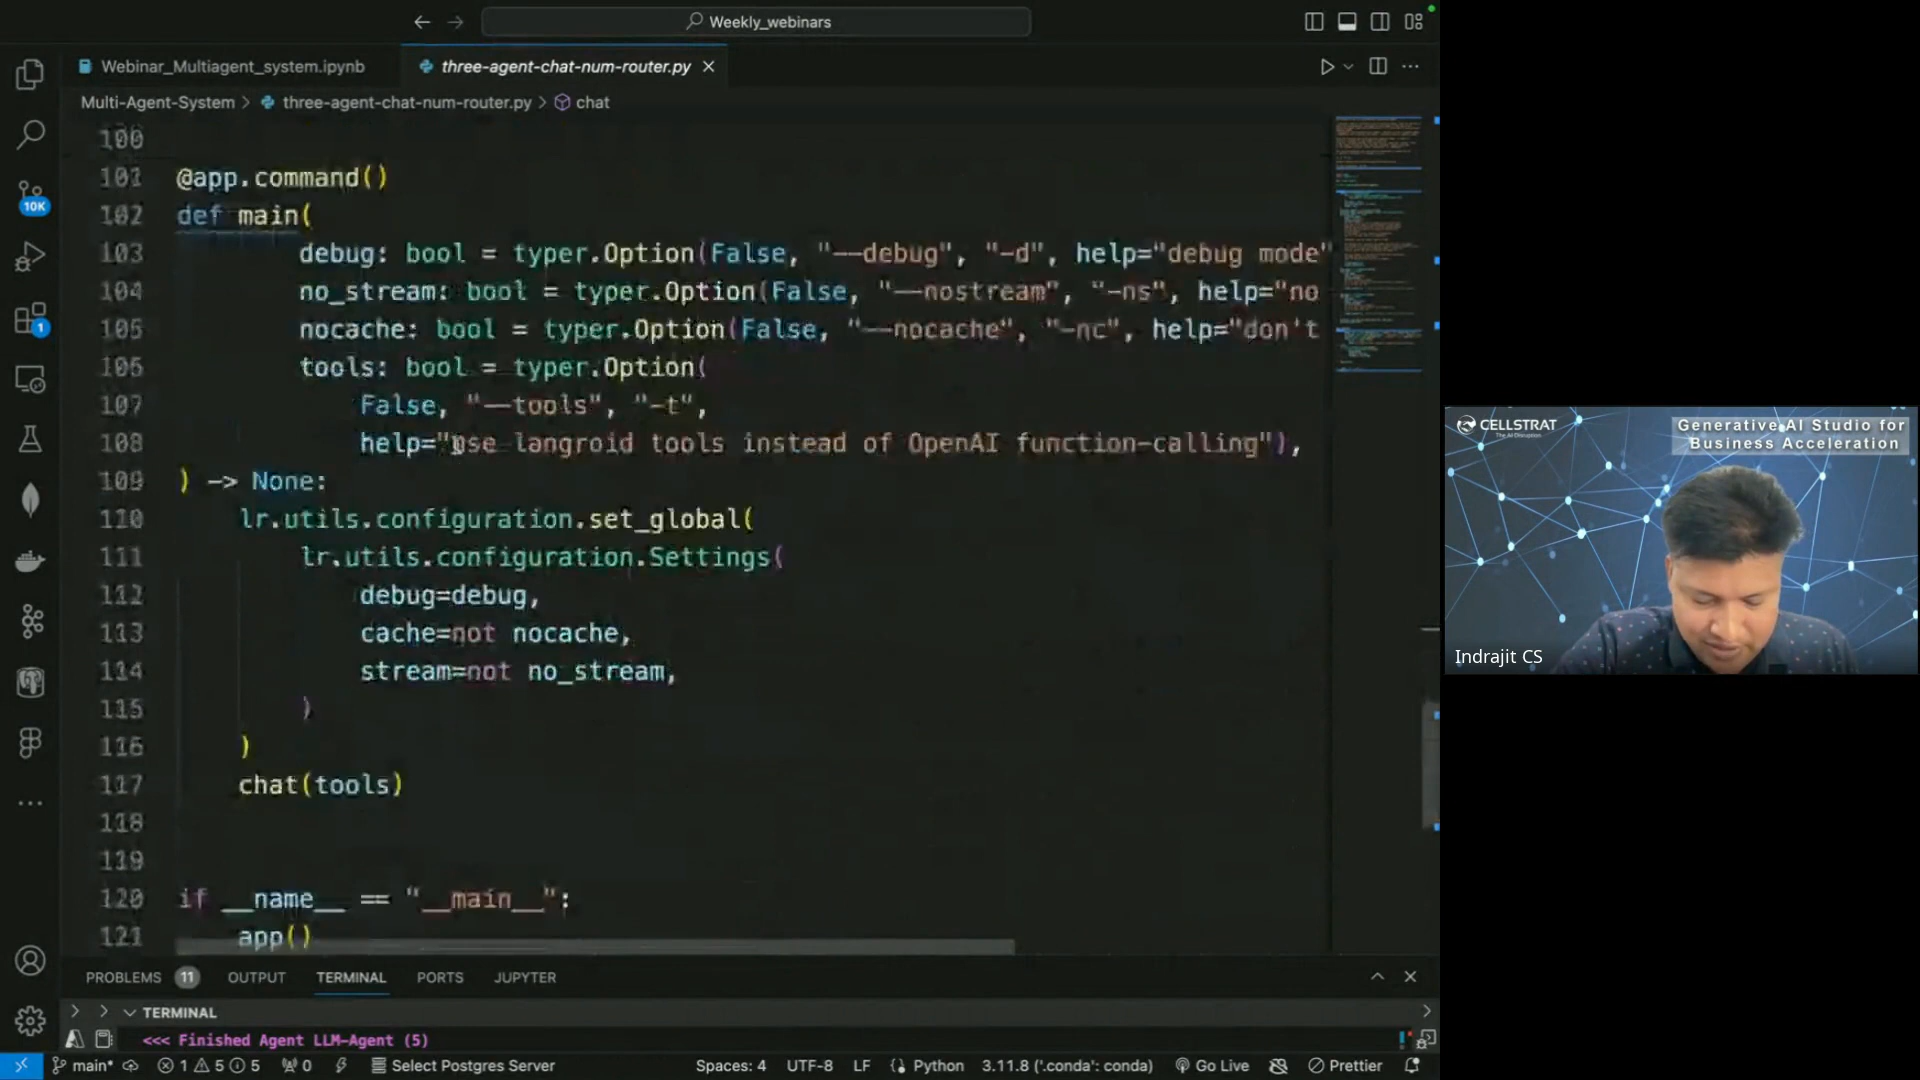 Weekly_webinars
Webinar_Multiagent_system.ipynb
three-agent-chat-num-router.py
Multi-Agent-System > three-agent-chat-num-router.py > chat
100
101 @app.command()
102 def main(
103 debug: bool = typer.Option(False, "--debug", "-d", help="debug mode"
104 no_stream: bool = typer.Option(False, "--nostream", "-ns", help="no
105 nocache: bool = typer.Option(False, "--nocache", "-nc", help="don't
106 tools: bool = typer.Option(
107 False, "--tools", "-t",
108 help="use langroid tools instead of OpenAI function-calling"),
109 ) -> None:
110 lr.utils.configuration.set_global(
111 lr.utils.configuration.Settings(
112 debug=debug,
113 cache=not nocache,
114 stream=not no_stream,
115 )
116 )
117 chat(tools)
118
119
120 if __name__ == "__main__":
121 app()
10K
1
PROBLEMS 11 OUTPUT TERMINAL PORTS JUPYTER
TERMINAL
<<< Finished Agent LLM-Agent (5)
main* 1 5 5 0 Select Postgres Server Spaces: 4 UTF-8 LF Python 3.11.8 ('.conda': conda) Go Live Prettier
CELLSTRAT
Generative AI Studio for
Business Acceleration
Indrajit CS